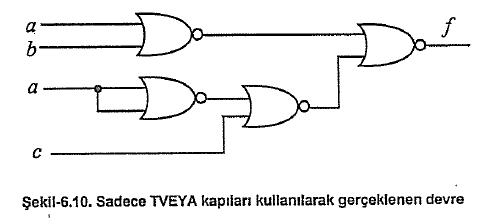 a
b
a
c
f
Şekil-6.10. Sadece TVEYA kapıları kullanılarak gerçeklenen devre